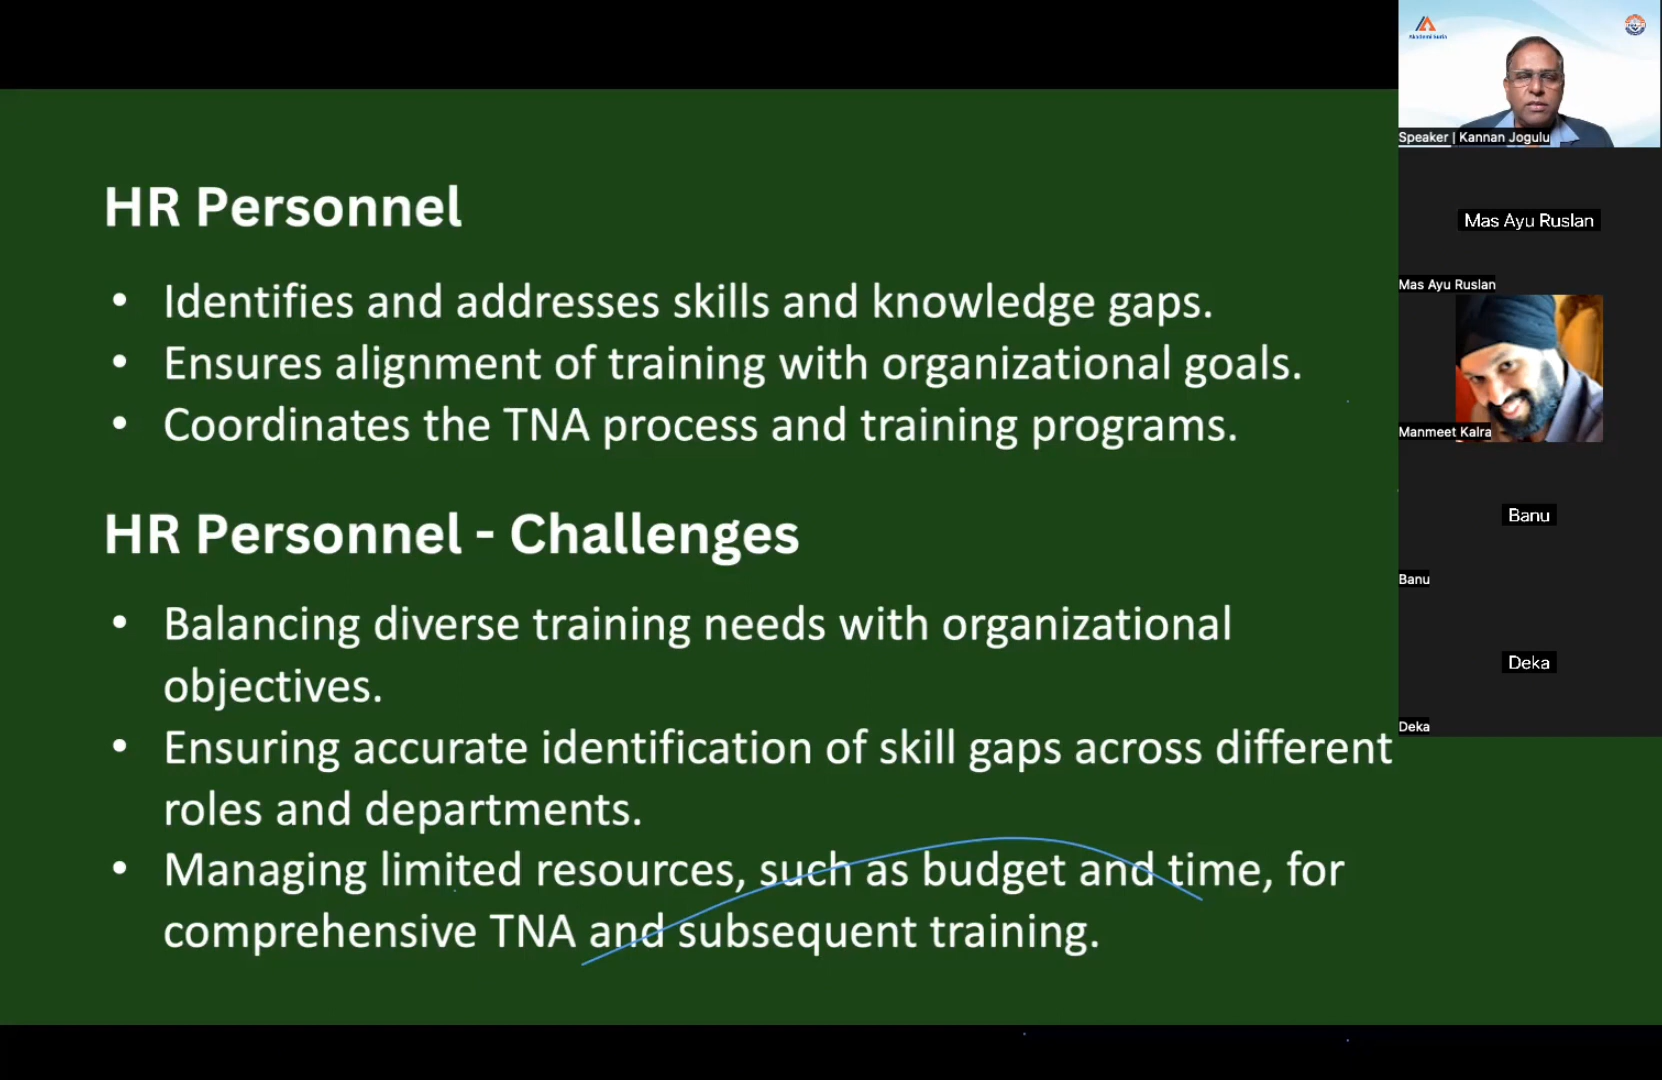 HR Personnel
• Identifies and addresses skills and knowledge gaps.
• Ensures alignment of training with organizational goals.
• Coordinates the TNA process and training programs.
HR Personnel - Challenges
• Balancing diverse training needs with organizational
objectives.
• Ensuring accurate identification of skill gaps across different
roles and departments.
• Managing limited resources, such as budget and time, for
comprehensive TNA and subsequent training.
Speaker | Kannan Jogulu
Mas Ayu Ruslan
Mas Ayu Ruslan
Manmeet Kalra
Banu
Banu
Deka
Deka